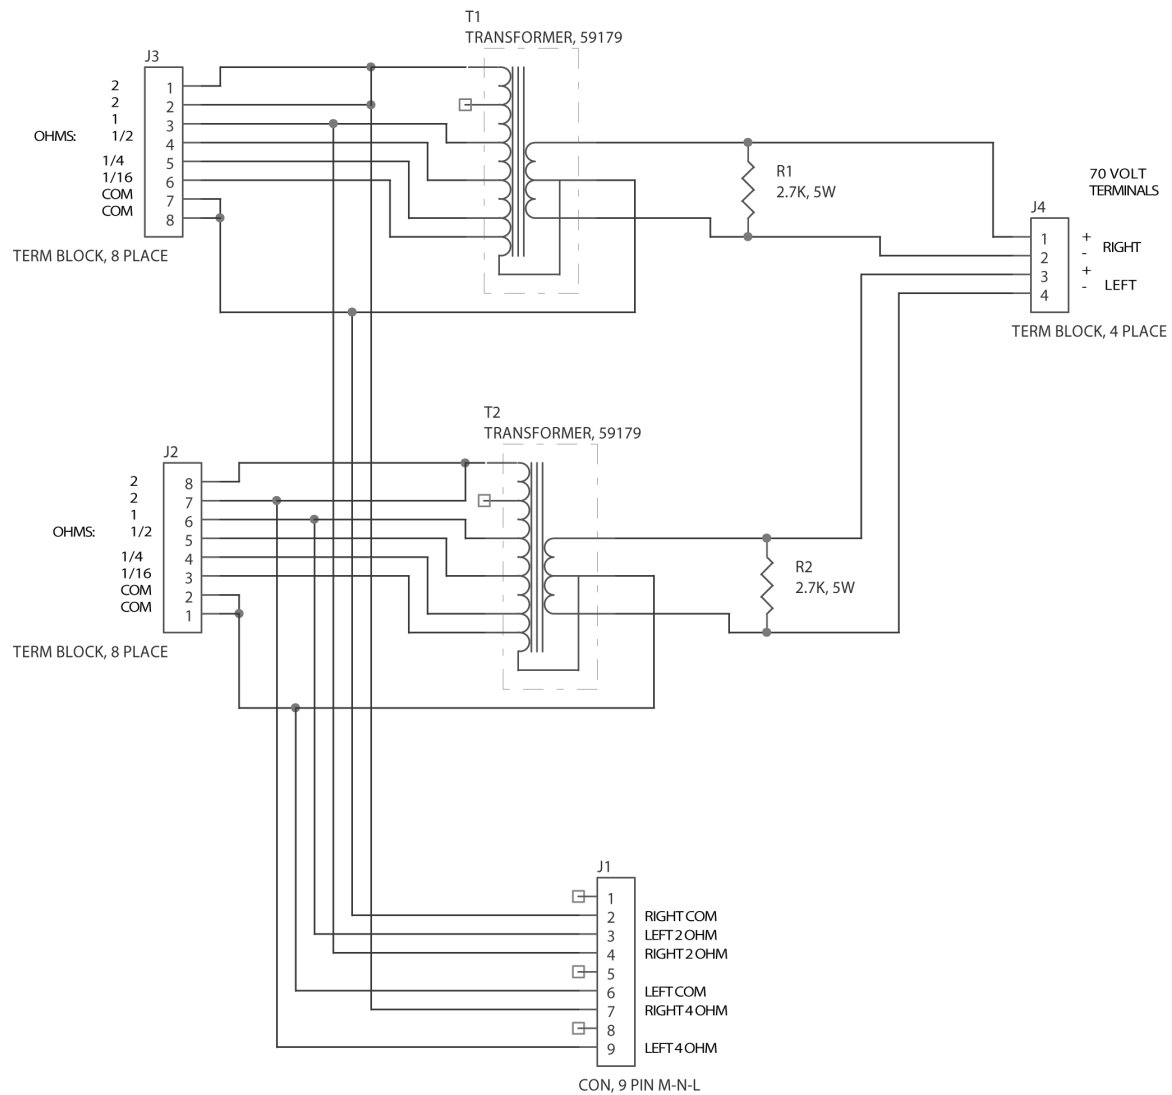 T1
TRANSFORMER, 59179
J3
2
2
1
OHMS: 1/2
1/4
1/16
COM
COM
1
2
3
4
5
6
7
8
TERM BLOCK, 8 PLACE
R1
2.7K, 5W
70 VOLT
TERMINALS
J4
1
2
3
4
+
-
+
-
RIGHT
LEFT
TERM BLOCK, 4 PLACE
T2
TRANSFORMER, 59179
J2
2
2
1
OHMS: 1/2
1/4
1/16
COM
COM
8
7
6
5
4
3
2
1
TERM BLOCK, 8 PLACE
R2
2.7K, 5W
J1
1
2 RIGHT COM
3 LEFT 2 OHM
4 RIGHT 2 OHM
5
6 LEFT COM
7 RIGHT 4 OHM
8
9 LEFT 4 OHM
CON, 9 PIN M-N-L